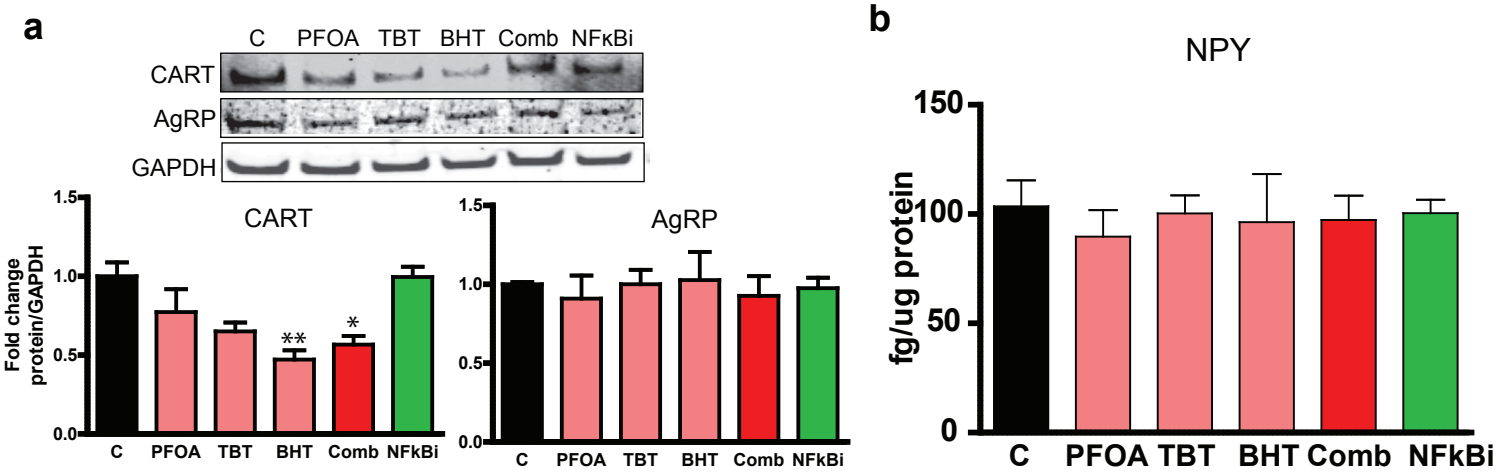 a
C PFOA TBT BHT Comb NFκBi
CART
AgRP
GAPDH
CART
Fold change
protein/GAPDH
1.5
1.0
0.5
0.0
**
*
C PFOA TBT BHT Comb NFkBi
AgRP
1.5
1.0
0.5
0.0
C PFOA TBT BHT Comb NFkBi
b
NPY
fg/ug protein
150
100
50
0
C PFOA TBT BHT Comb NFkBi